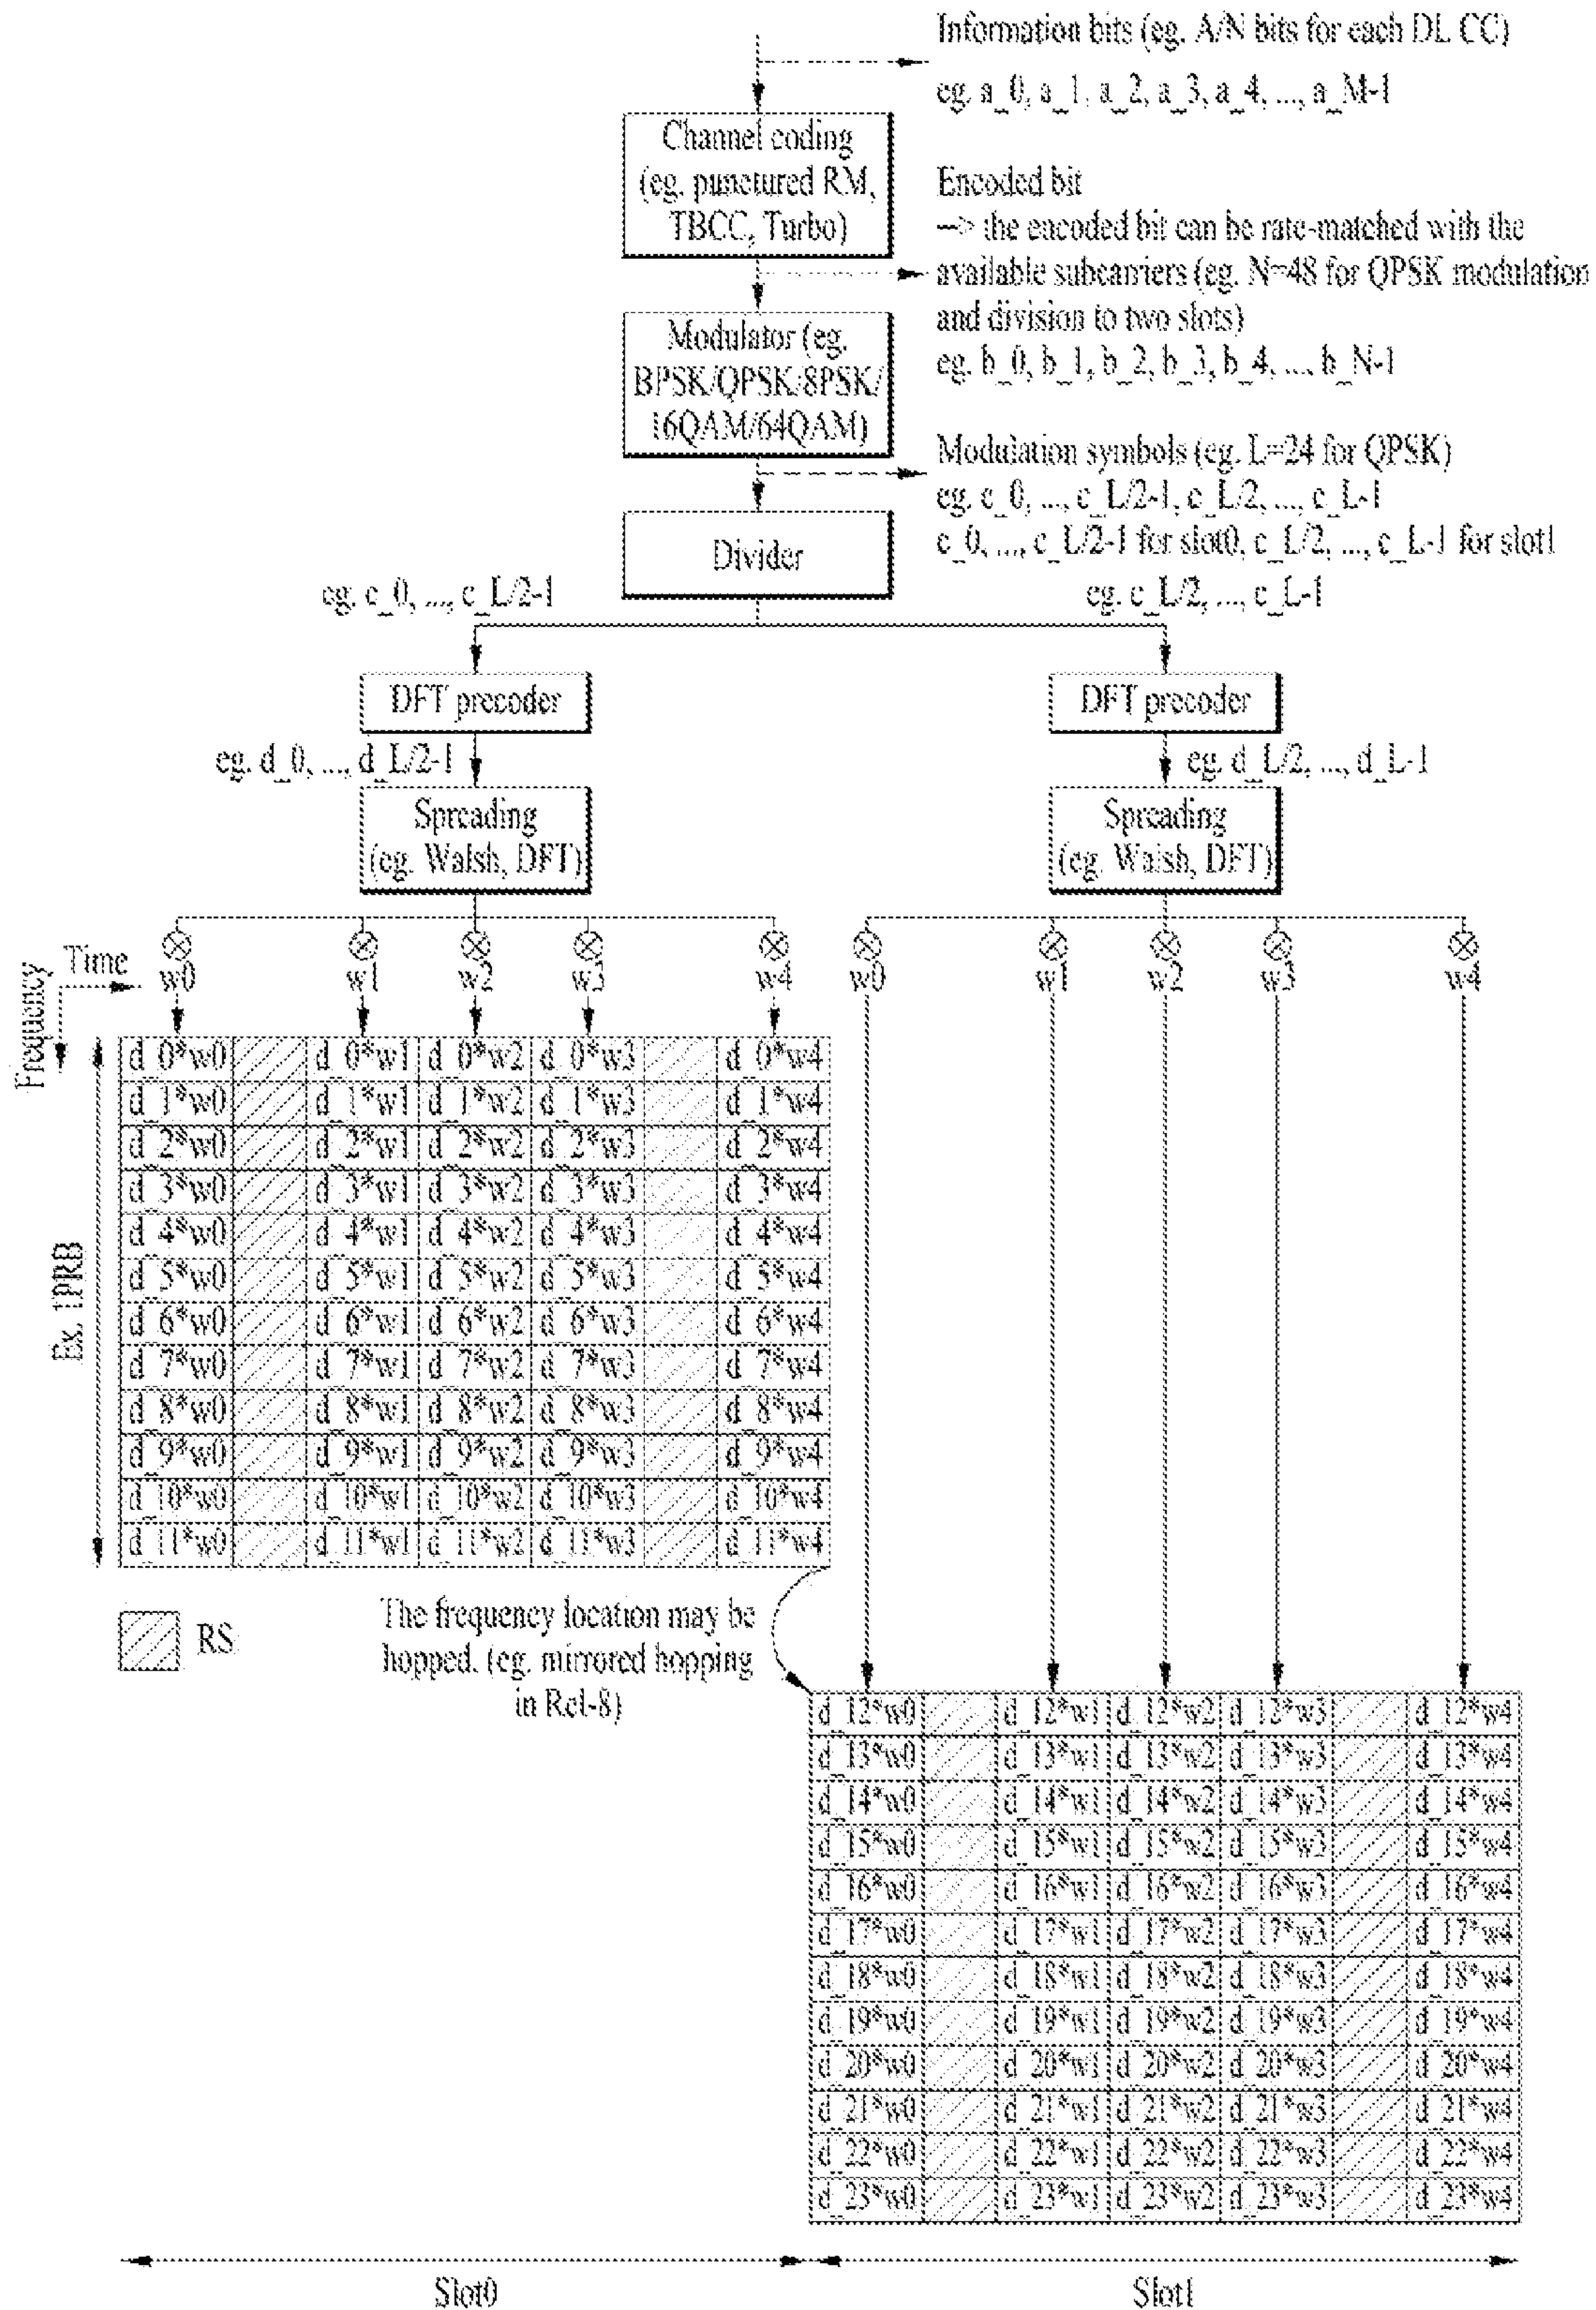 Information bits (eg. A/N bits for each DL CC)
eg. a_0, a_1, a_2, a_3, a_4, ..., a_M-1
Channel coding
(eg. punctured RM,
TBCC, Turbo)
Encoded bit
--> the encoded bit can be rate-matched with the
available subcarriers (eg. N=48 for QPSK modulation
and division to two slots)
eg. b_0, b_1, b_2, b_3, b_4, ..., b_N-1
Modulator (eg.
BPSK/QPSK/8PSK/
16QAM/64QAM)
Modulation symbols (eg. L=24 for QPSK)
eg. c_0, ..., c_L/2-1, c_L/2, ..., c_L-1
c_0, ..., c_L/2-1 for slot0, c_L/2, ..., c_L-1 for slot1
Divider
eg. c_0, ..., c_L/2-1
eg. c_L/2, ..., c_L-1
DFT precoder
DFT precoder
eg. d_0, ..., d_L/2-1
eg. d_L/2, ..., d_L-1
Spreading
(eg. Walsh, DFT)
Spreading
(eg. Walsh, DFT)
Time
Frequency
w0 w1 w2 w3 w4
w0 w1 w2 w3 w4
Ex. 1PRB
d_0*w0 d_0*w1 d_0*w2 d_0*w3 d_0*w4
d_1*w0 d_1*w1 d_1*w2 d_1*w3 d_1*w4
d_2*w0 d_2*w1 d_2*w2 d_2*w3 d_2*w4
d_3*w0 d_3*w1 d_3*w2 d_3*w3 d_3*w4
d_4*w0 d_4*w1 d_4*w2 d_4*w3 d_4*w4
d_5*w0 d_5*w1 d_5*w2 d_5*w3 d_5*w4
d_6*w0 d_6*w1 d_6*w2 d_6*w3 d_6*w4
d_7*w0 d_7*w1 d_7*w2 d_7*w3 d_7*w4
d_8*w0 d_8*w1 d_8*w2 d_8*w3 d_8*w4
d_9*w0 d_9*w1 d_9*w2 d_9*w3 d_9*w4
d_10*w0 d_10*w1 d_10*w2 d_10*w3 d_10*w4
d_11*w0 d_11*w1 d_11*w2 d_11*w3 d_11*w4
RS
The frequency location may be
hopped. (eg. mirrored hopping
in Rel-8)
d_12*w0 d_12*w1 d_12*w2 d_12*w3 d_12*w4
d_13*w0 d_13*w1 d_13*w2 d_13*w3 d_13*w4
d_14*w0 d_14*w1 d_14*w2 d_14*w3 d_14*w4
d_15*w0 d_15*w1 d_15*w2 d_15*w3 d_15*w4
d_16*w0 d_16*w1 d_16*w2 d_16*w3 d_16*w4
d_17*w0 d_17*w1 d_17*w2 d_17*w3 d_17*w4
d_18*w0 d_18*w1 d_18*w2 d_18*w3 d_18*w4
d_19*w0 d_19*w1 d_19*w2 d_19*w3 d_19*w4
d_20*w0 d_20*w1 d_20*w2 d_20*w3 d_20*w4
d_21*w0 d_21*w1 d_21*w2 d_21*w3 d_21*w4
d_22*w0 d_22*w1 d_22*w2 d_22*w3 d_22*w4
d_23*w0 d_23*w1 d_23*w2 d_23*w3 d_23*w4
Slot0
Slot1